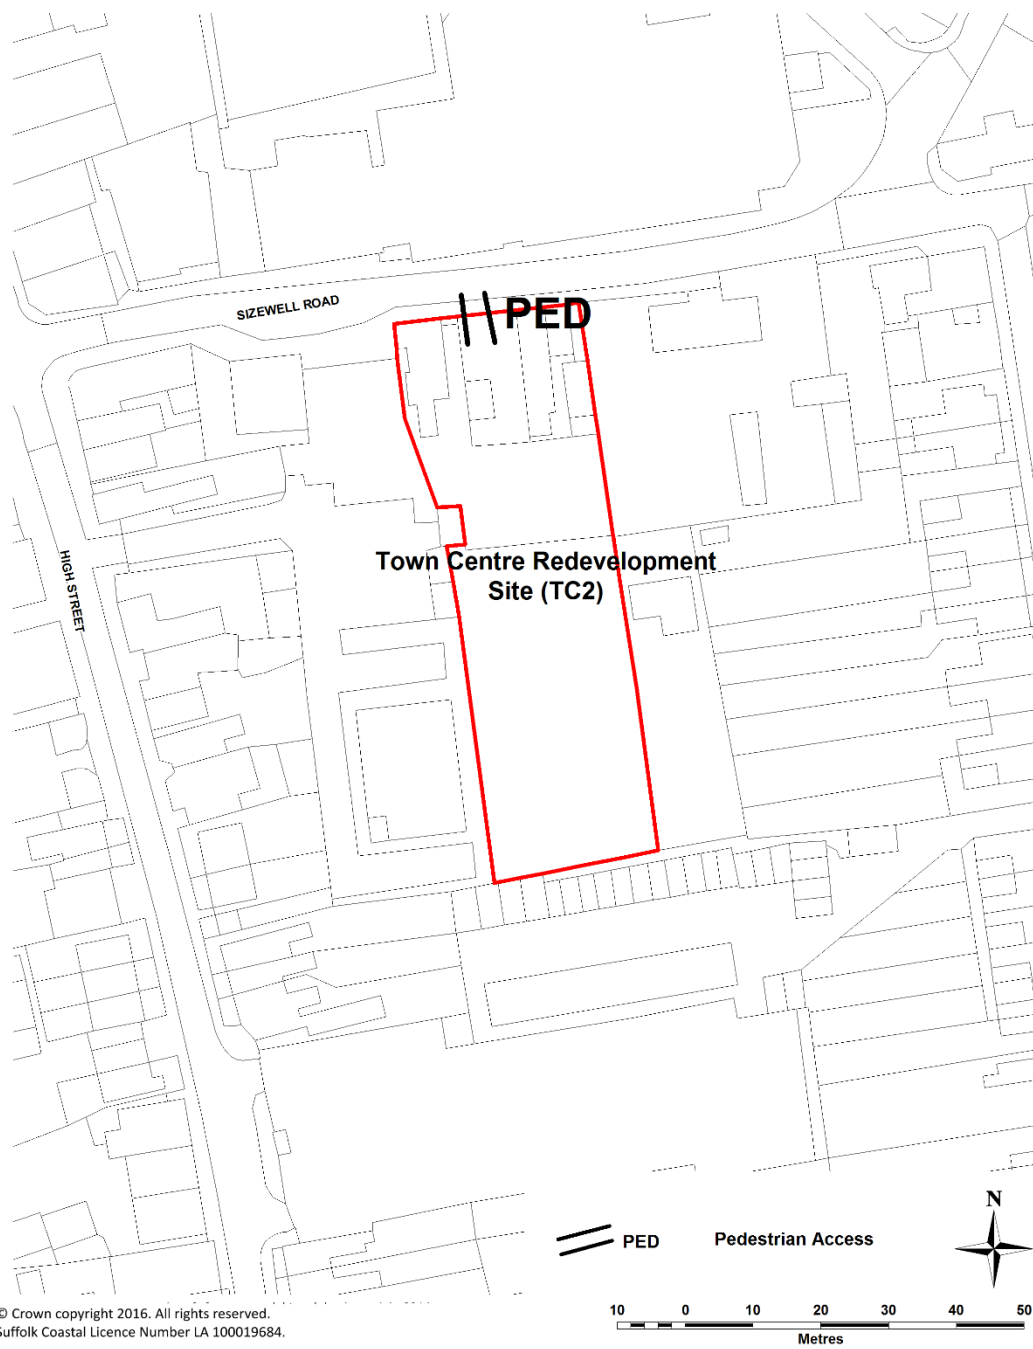 SIZEWELL ROAD
PED
HIGH STREET
Town Centre Redevelopment
Site (TC2)
N
PED Pedestrian Access
© Crown copyright 2016. All rights reserved.
Suffolk Coastal Licence Number LA 100019684.
10 0 10 20 30 40 50
Metres